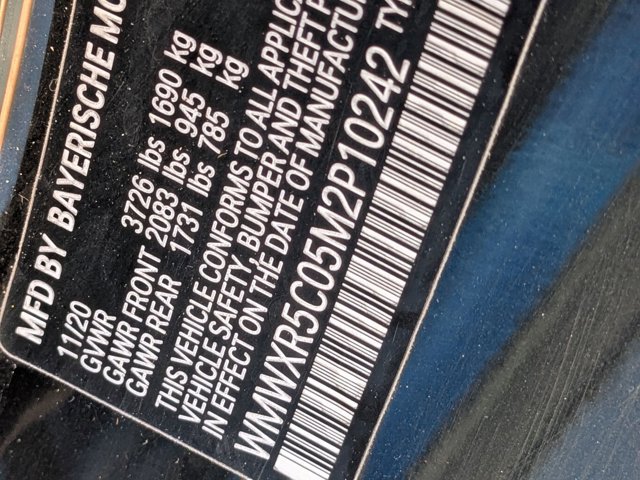 MFD BY BAYERISCHE MO
11/20
GVWR 3726 lbs 1690 kg
GAWR FRONT 2083 lbs 945 kg
GAWR REAR 1731 lbs 785 kg
THIS VEHICLE CONFORMS TO ALL APPLIC
VEHICLE SAFETY, BUMPER AND THEFT P
IN EFFECT ON THE DATE OF MANUFACTU
WMWXR5C05M2P10242 TY